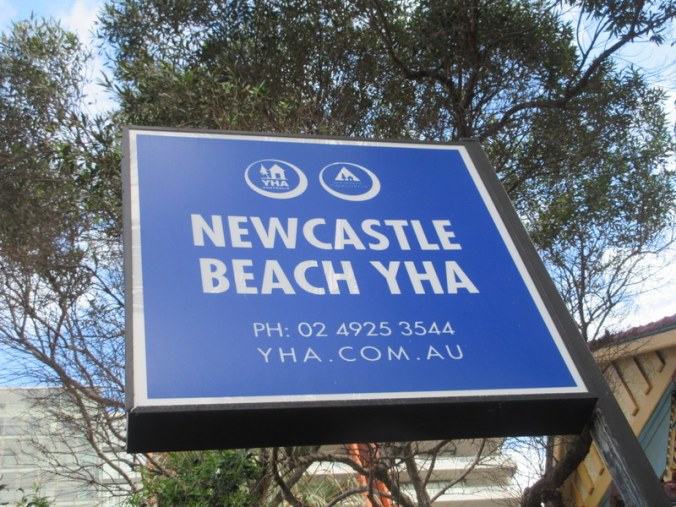 YHA
NEWCASTLE
BEACH YHA
PH: 02 4925 3544
YHA.COM.AU